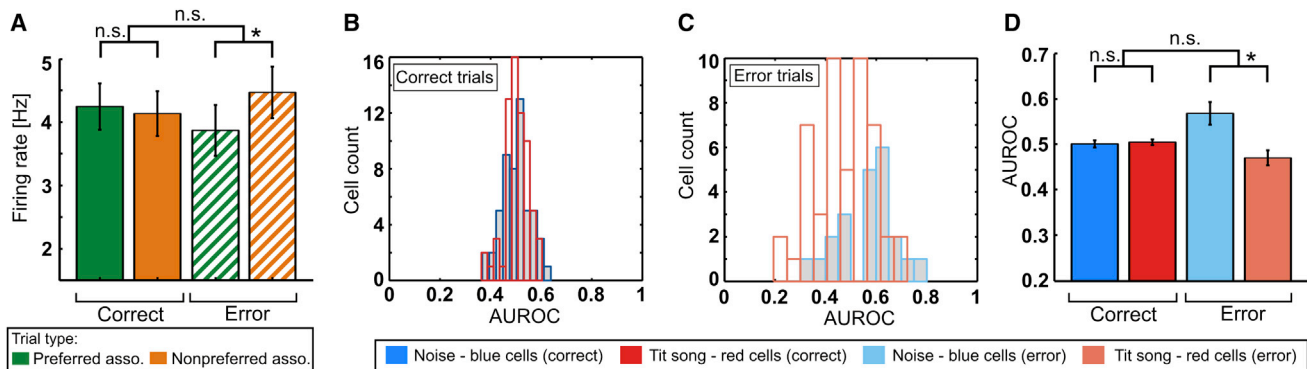 A
n.s.
n.s.
*
Firing rate [Hz]
5
4
3
2
Correct
Error
Trial type:
Preferred asso.
Nonpreferred asso.
B
Correct trials
Cell count
16
12
8
4
0
0
0.4
0.6
1
AUROC
C
Error trials
Cell count
10
8
6
4
2
0
0
0.2
0.4
0.6
0.8
1
AUROC
D
n.s.
n.s.
*
AUROC
0.7
0.6
0.5
0.4
0.3
0.2
Correct
Error
Noise - blue cells (correct)
Tit song - red cells (correct)
Noise - blue cells (error)
Tit song - red cells (error)